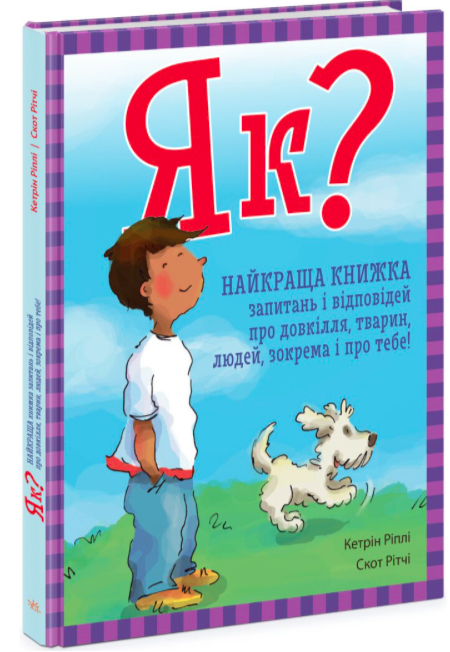 Як?
НАЙКРАЩА КНИЖКА
запитань і відповідей
про довкілля, тварин,
людей, зокрема і про тебе!
Кетрін Ріплі
Скот Рітчі
Кетрін Ріплі | Скот Рітчі
НАЙКРАЩА книжка запитань і відповідей
про довкілля, тварин, людей, зокрема і про тебе!
Як?